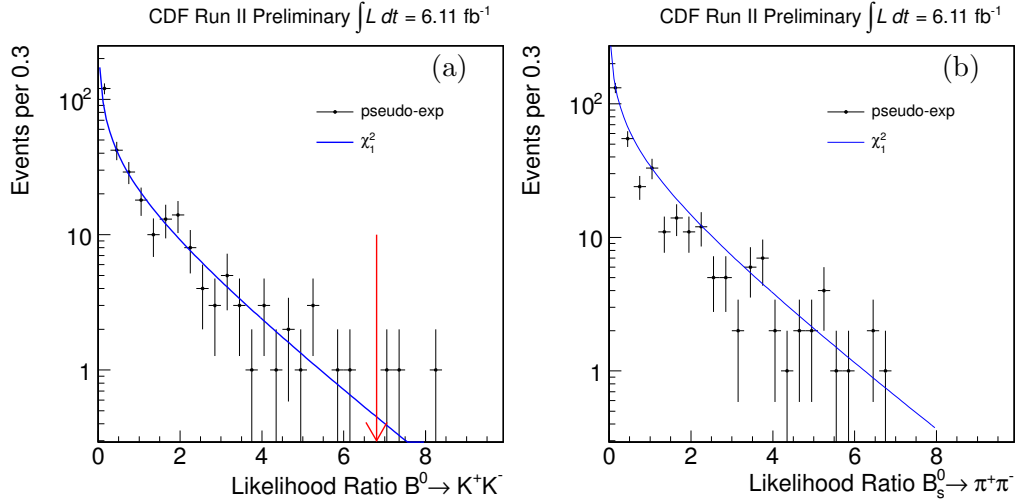 CDF Run II Preliminary ∫L dt = 6.11 fb⁻¹
Events per 0.3
(a)
pseudo-exp
χ²₁
10²
10
1
0 2 4 6 8
Likelihood Ratio B⁰→ K⁺K⁻
CDF Run II Preliminary ∫L dt = 6.11 fb⁻¹
Events per 0.3
(b)
pseudo-exp
χ²₁
10²
10
1
0 2 4 6 8
Likelihood Ratio B⁰ₛ→ π⁺π⁻